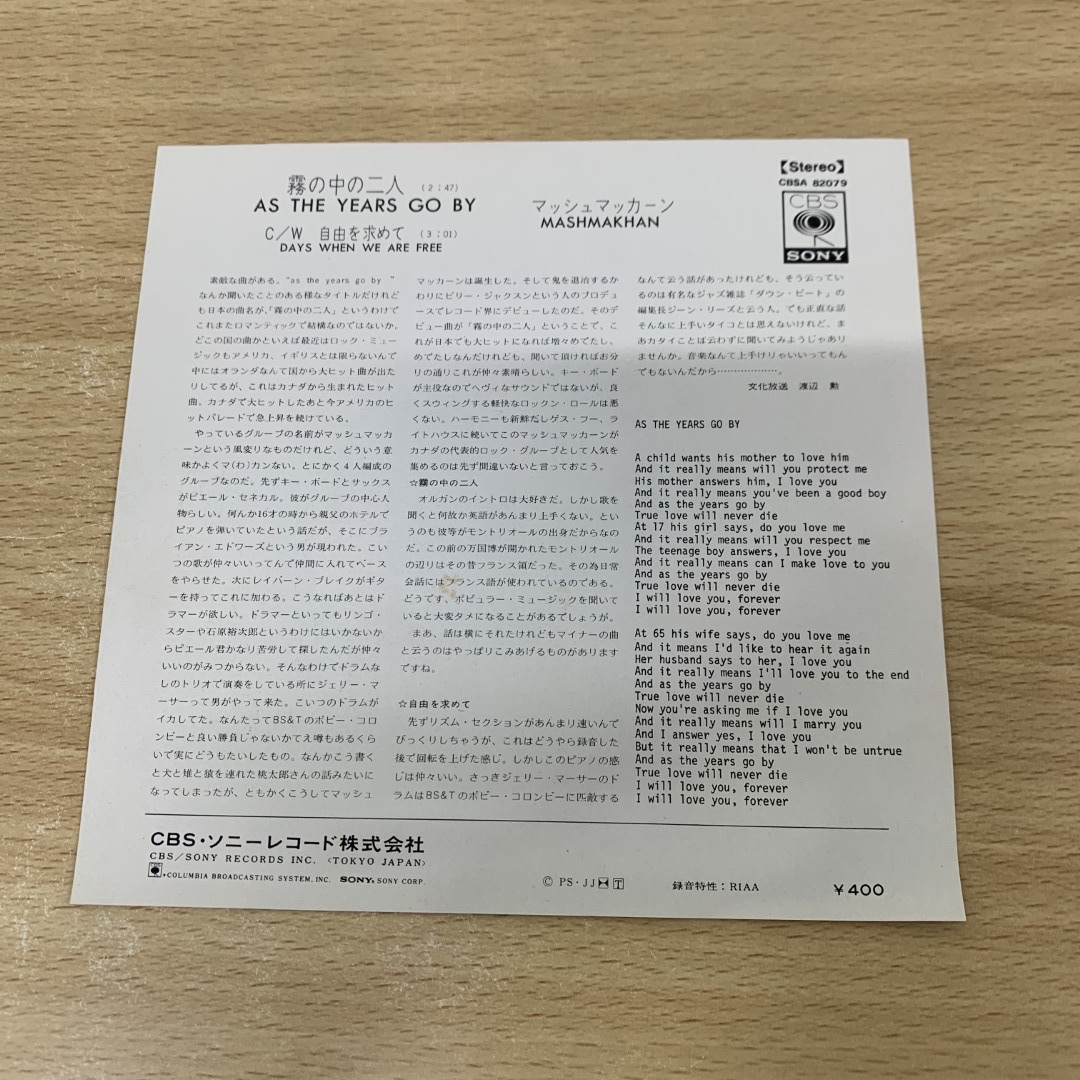 霧の中の二人 (2:47)
AS THE YEARS GO BY
C/W 自由を求めて (3:01)
DAYS WHEN WE ARE FREE
マッシュマッカーン
MASHMAKHAN
【Stereo】
CBSA 82079
CBS
SONY
素敵な曲がある。“as the years go by ”
なんか聞いたことのある様なタイトルだけれど
も日本の曲名が、「霧の中の二人」というわけで
これまたロマンティックで結構なのではないか。
どこの国の曲かといえば最近はロック・ミュー
ジックもアメリカ、イギリスとは限らないんで
中にはオランダなんて国から大ヒット曲が出た
りしてるが、これはカナダから生まれたヒット
曲。カナダで大ヒットしたあと今アメリカのヒ
ットパレードで急上昇を続けている。
やっているグループの名前がマッシュマッカ
ーンという風変りなものだけれど、どういう意
味かよくマ(わ)カンない。とにかく4人編成の
グループなのだ。先ずキー・ボードとサックス
がピエール・セネカル。彼がグループの中心人
物らしい。何んか16才の時から親父のホテルで
ピアノを弾いていたという話だが、そこにブラ
イアン・エドワーズという男が現われた。こい
つの歌が仲々いいってんで仲間に入れてベース
をやらせた。次にレイバーン・ブレイクがギタ
ーを持ってこれに加わる。こうなればあとはド
ラマーが欲しい。ドラマーといってもリンゴ・
スターや石原裕次郎というわけにはいかないか
らピエール君かなり苦労して探したんだが仲々
いいのがみつからない。そんなわけでドラムな
しのトリオで演奏をしている所にジェリー・マ
ーサーって男がやって来た。こいつのドラムが
イカしてた。なんたってBS&Tのボビー・コロ
ンビーと良い勝負じゃないかてえ噂もあるくら
いで実にどうもたいしたもの。なんかこう書く
と犬と雉と猿を連れた桃太郎さんの話みたいに
なってしまったが、ともかくこうしてマッシュ
マッカーンは誕生した。そして鬼を退治するか
わりにビリー・ジャクスンという人のプロデュ
ースでレコード界にデビューしたのだ。そのデ
ビュー曲が「霧の中の二人」ということで、こ
れが日本でも大ヒットになれば増々めでたし、
めでたしなんだけれども、聞いて頂ければお分
りの通りこれが仲々素晴らしい。キー・ボード
が主役なのでヘヴィなサウンドではないが、良
くスウィングする軽快なロックン・ロールは悪
くない。ハーモニーも新鮮だしゲス・フー、ラ
イトハウスに続いてこのマッシュマッカーンが
カナダの代表的ロック・グループとして人気を
集めるのは先ず間違いないと言っておこう。
☆霧の中の二人
オルガンのイントロは大好きだ。しかし歌を
聞くと何故か英語があんまり上手くない。とい
うのも彼等がモントリオールの出身だからなの
だ。この前の万国博が開かれたモントリオール
の辺りはその昔フランス領だった。その為日常
会話にはフランス語が使われているのである。
どうです、ポピュラー・ミュージックを聞いて
いると大変タメになることがあるでしょうが。
まあ、話は横にそれたけれどもマイナーの曲
と云うのはやっぱりこみあげるものがあります
ですね。
☆自由を求めて
先ずリズム・セクションがあんまり速いんで
びっくりしちゃうが、これはどうやら録音した
後で回転を上げた感じ。しかしこのピアノの感
じは仲々いい。さっきジェリー・マーサーのド
ラムはBS&Tのボビー・コロンビーに匹敵する
なんて云う話があったけれども、そう云ってい
るのは有名なジャズ雑誌「ダウン・ビート」の
編集長ジーン・リーズと云う人。でも正直な話
そんなに上手いタイコとは思えないけれど、ま
あカタイことは云わずに聞いてみようじゃあり
ませんか。音楽なんて上手けりゃいいってもん
でもないんだから………………。
文化放送 渡辺 勲
AS THE YEARS GO BY
A child wants his mother to love him
And it really means will you protect me
His mother answers him, I love you
And it really means you've been a good boy
And as the years go by
True love will never die
At 17 his girl says, do you love me
And it really means will you respect me
The teenage boy answers, I love you
And it really means can I make love to you
And as the years go by
True love will never die
I will love you, forever
I will love you, forever
At 65 his wife says, do you love me
And it means I'd like to hear it again
Her husband says to her, I love you
And it really means I'll love you to the end
And as the years go by
True love will never die
Now you're asking me if I love you
And it really means will I marry you
And I answer yes, I love you
But it really means that I won't be untrue
And as the years go by
True love will never die
I will love you, forever
I will love you, forever
CBS・ソニーレコード株式会社
CBS/SONY RECORDS INC. 〈TOKYO JAPAN〉
COLUMBIA BROADCASTING SYSTEM, INC. SONY: SONY CORP.
Ⓒ PS・JJ T
録音特性：RIAA
￥400